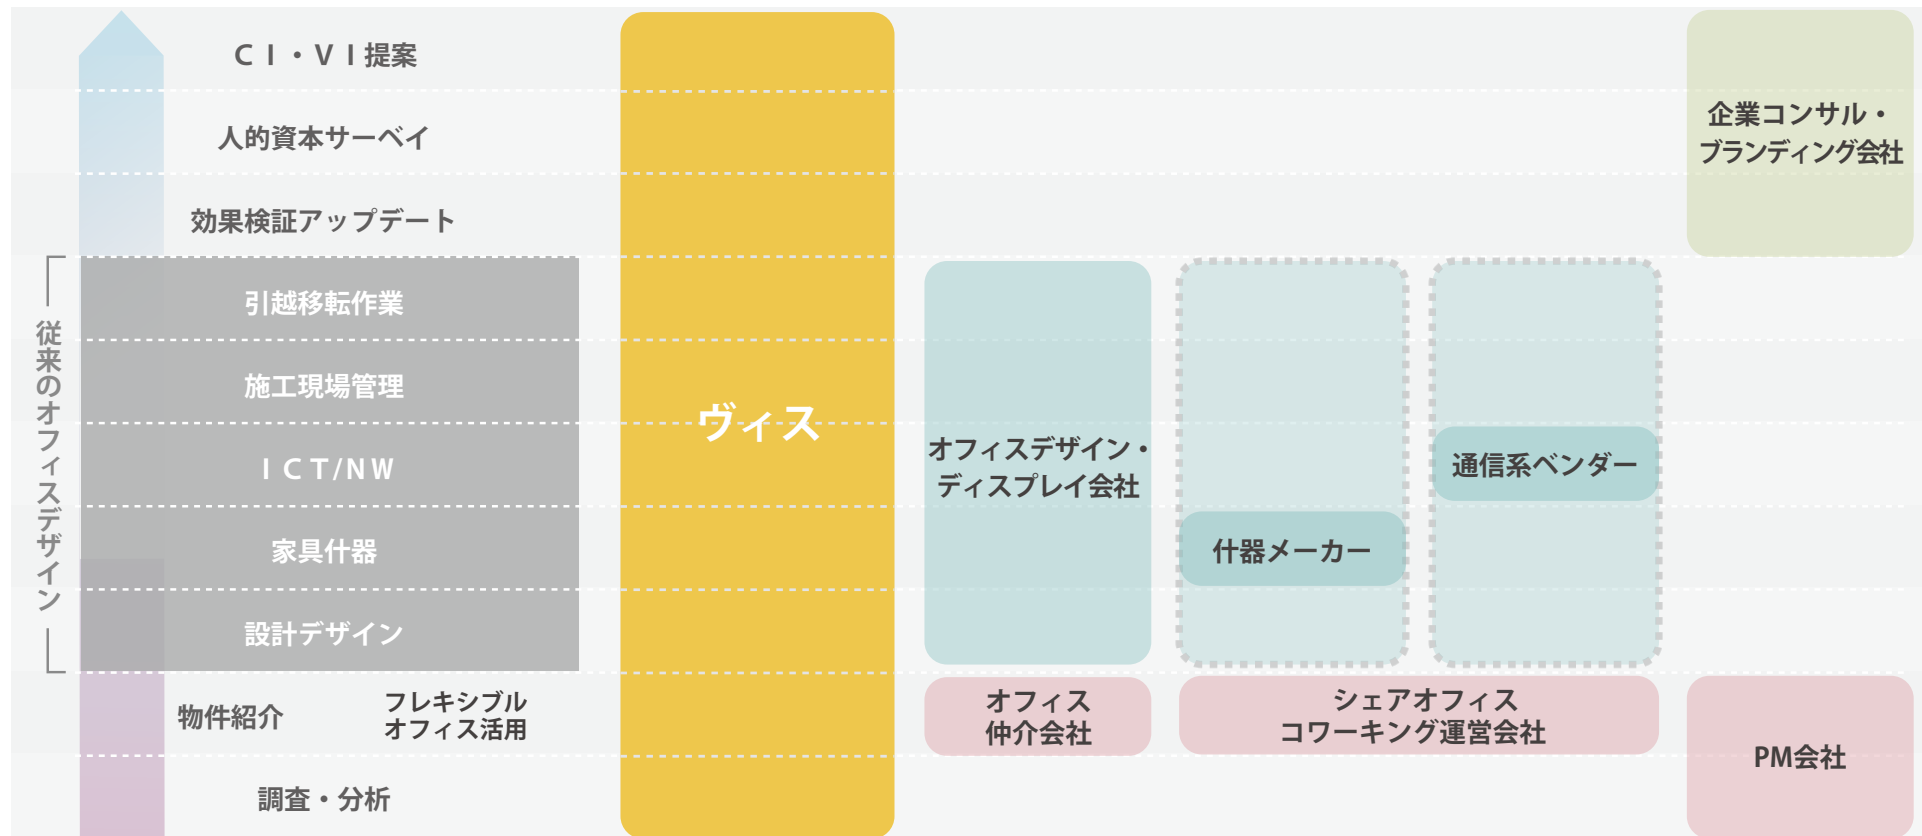 ＣＩ・ＶＩ提案
人的資本サーベイ
効果検証アップデート
従来のオフィスデザイン
引越移転作業
施工現場管理
ＩＣＴ/ＮＷ
家具什器
設計デザイン
物件紹介
フレキシブル
オフィス活用
調査・分析
ヴィス
オフィスデザイン・
ディスプレイ会社
什器メーカー
通信系ベンダー
企業コンサル・
ブランディング会社
オフィス
仲介会社
シェアオフィス
コワーキング運営会社
PM会社